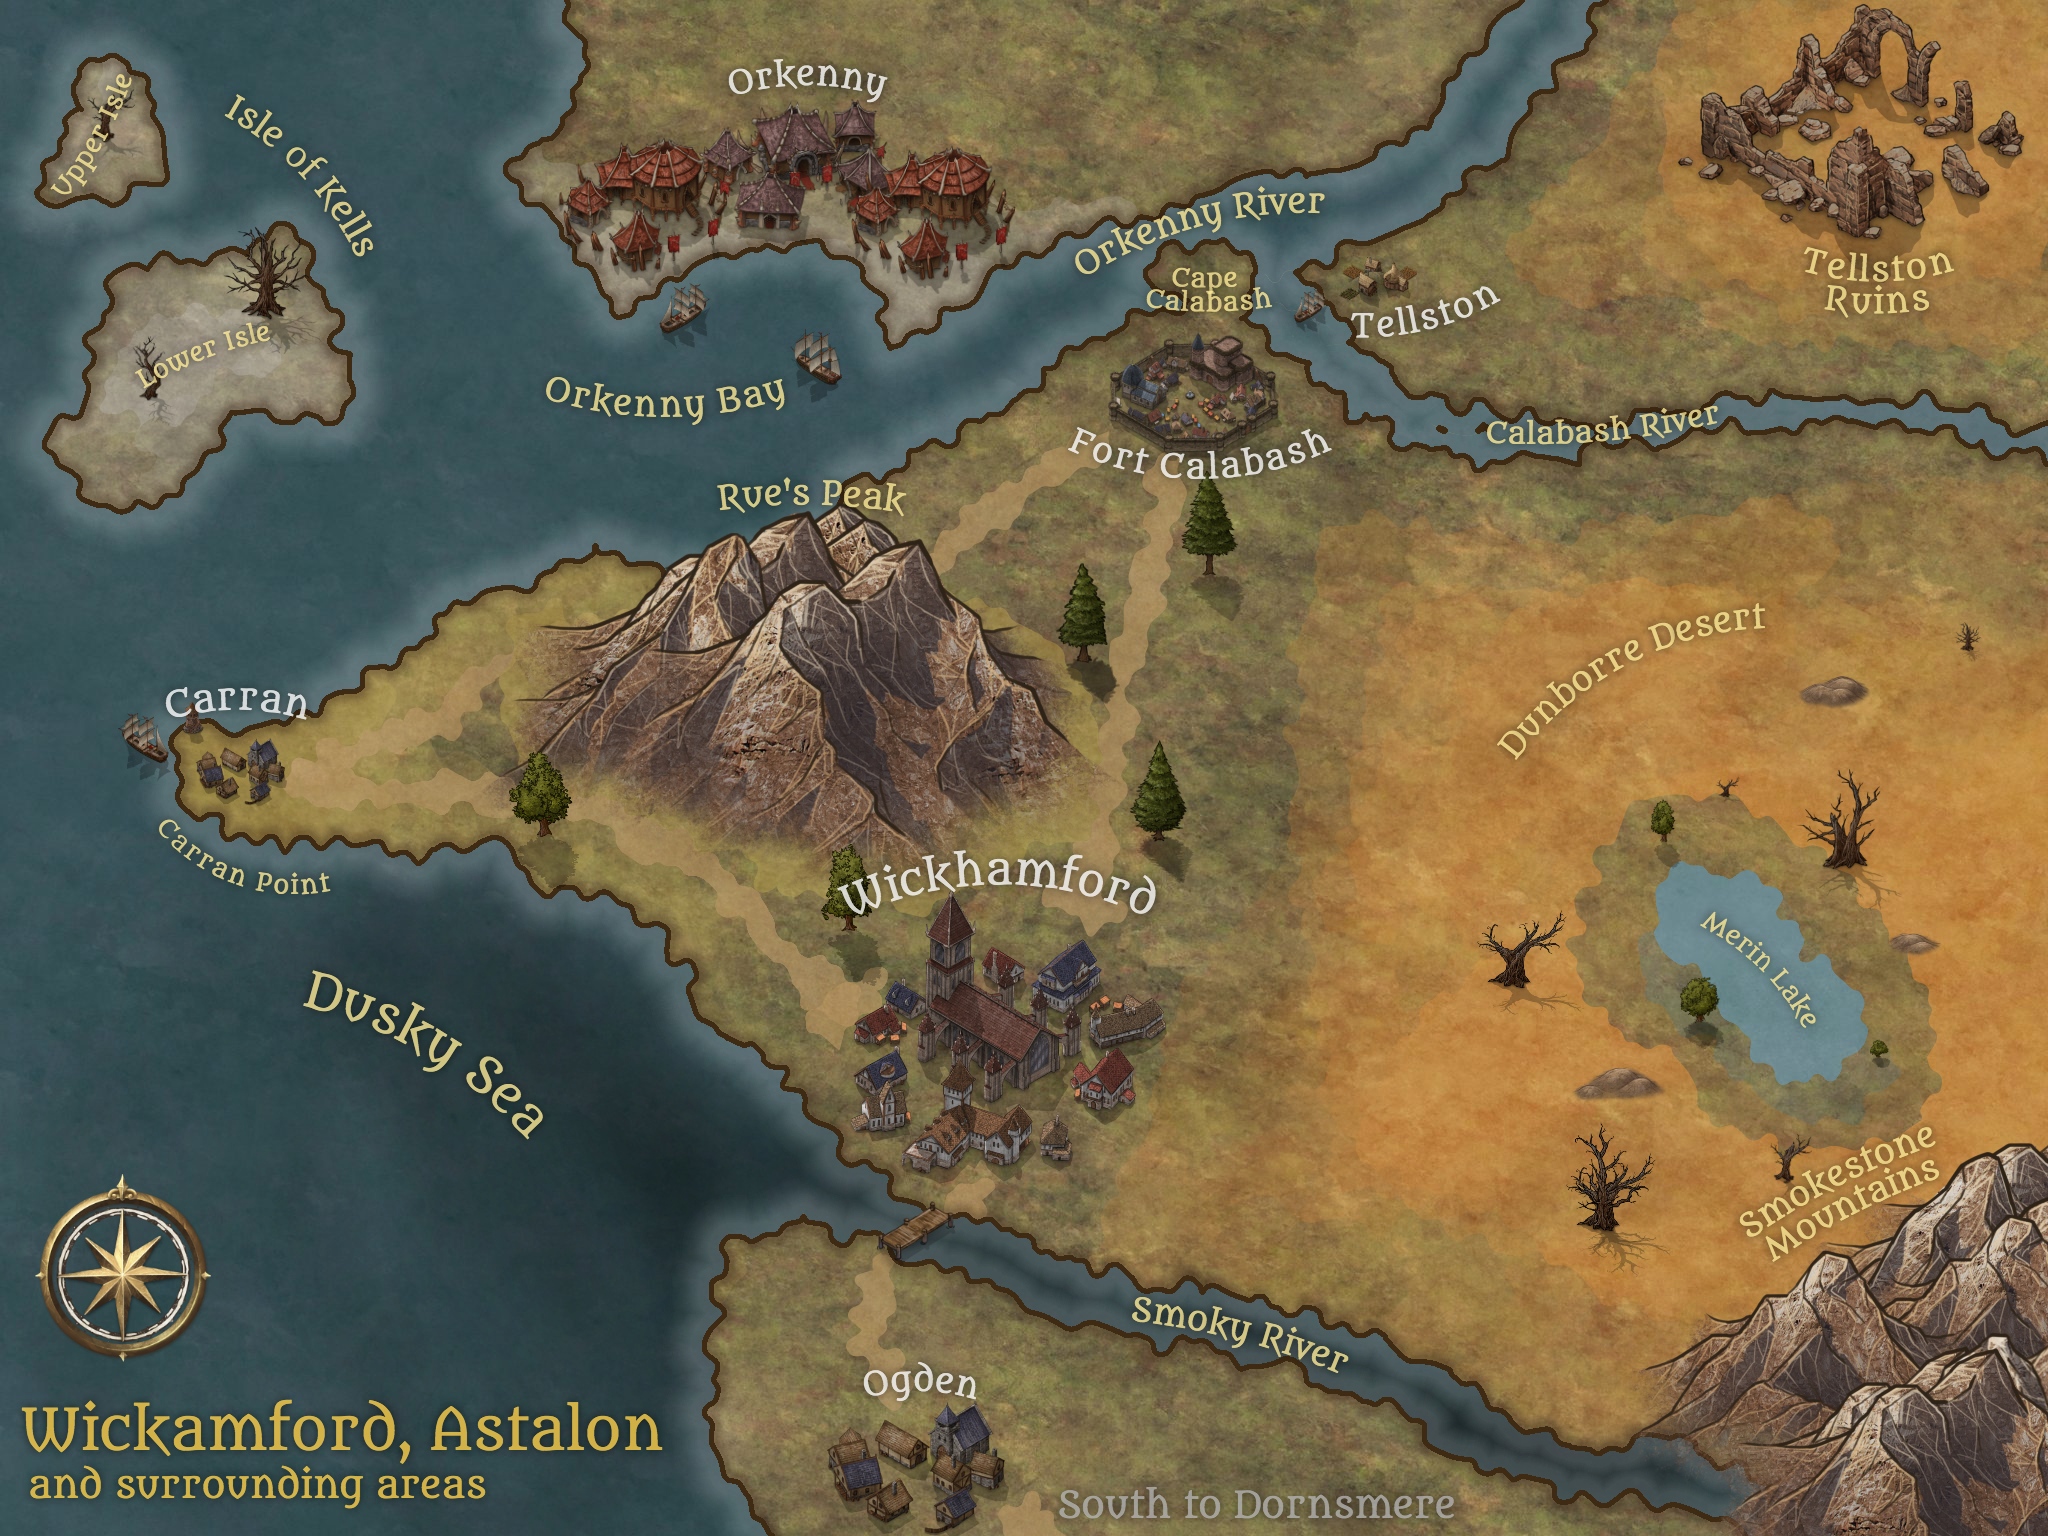 Orkenny
Upper Isle
Isle of Kells
Orkenny River
Tellston
Ruins
Cape
Calabash
Tellston
Lower Isle
Orkenny Bay
Calabash River
Fort Calabash
Rue's Peak
Dunborre Desert
Carran
Carran Point
Wickhamford
Merin Lake
Dusky Sea
Smokestone
Mountains
Smoky River
Ogden
Wickamford, Astalon
and surrounding areas
South to Dornsmere